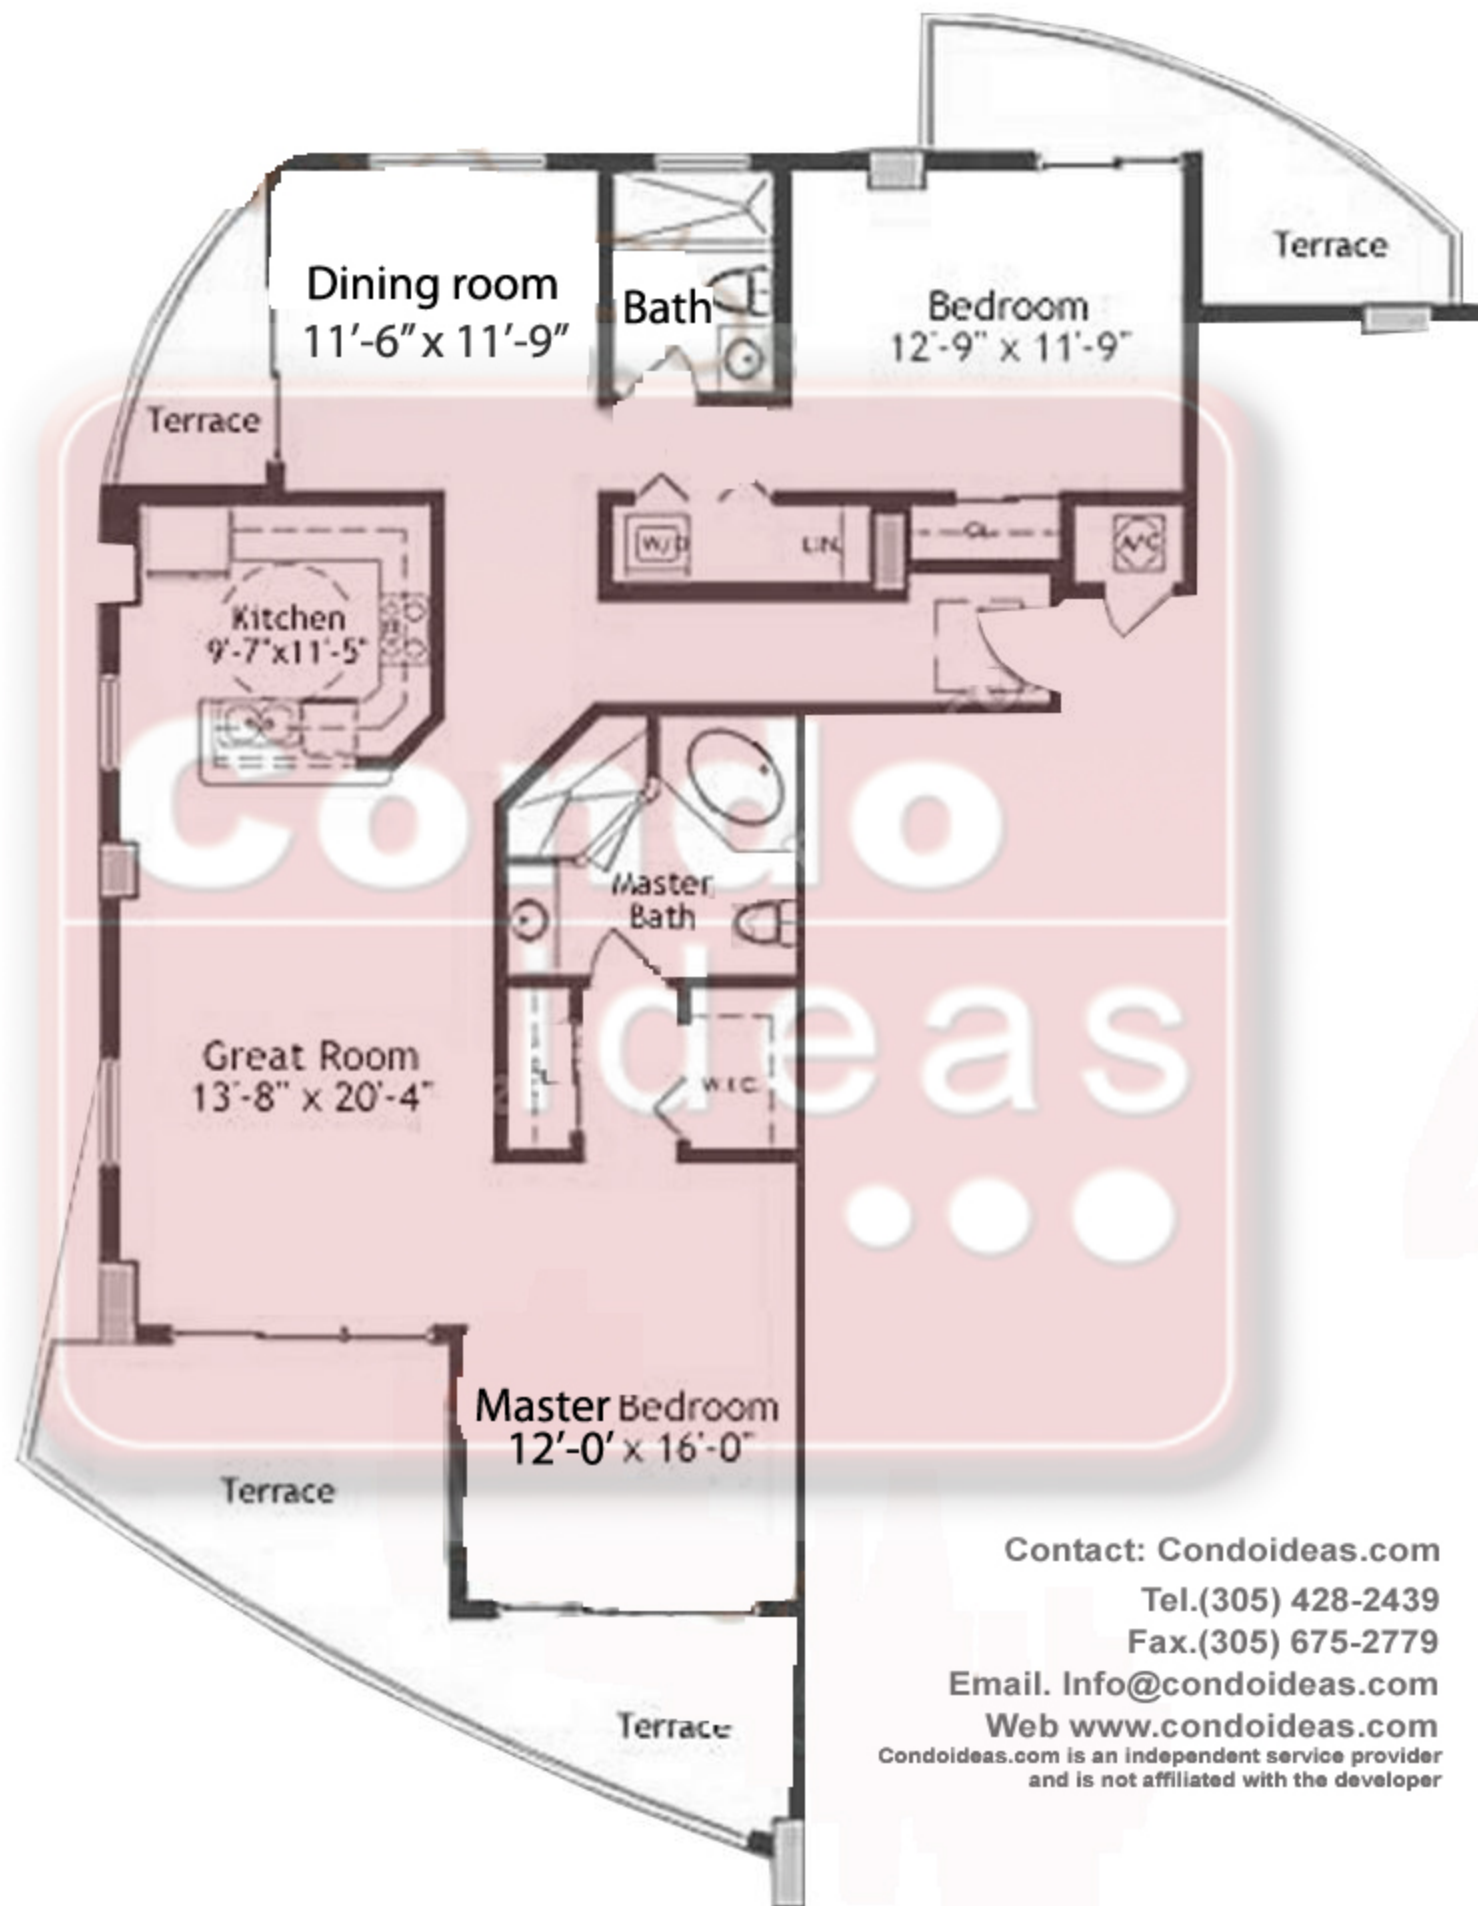 Terrace
Dining room
11'-6" x 11'-9"
Bath
Bedroom
12'-9" x 11'-9"
Terrace
W/D
LIN.
CL.
A/C
Kitchen
9'-7"x11'-5"
Condo
ideas
Master
Bath
Great Room
13'-8" x 20'-4"
W.I.C.
Master Bedroom
12'-0' x 16'-0"
Terrace
Terrace
Contact: Condoideas.com
Tel.(305) 428-2439
Fax.(305) 675-2779
Email. Info@condoideas.com
Web www.condoideas.com
Condoideas.com is an independent service provider
and is not affiliated with the developer